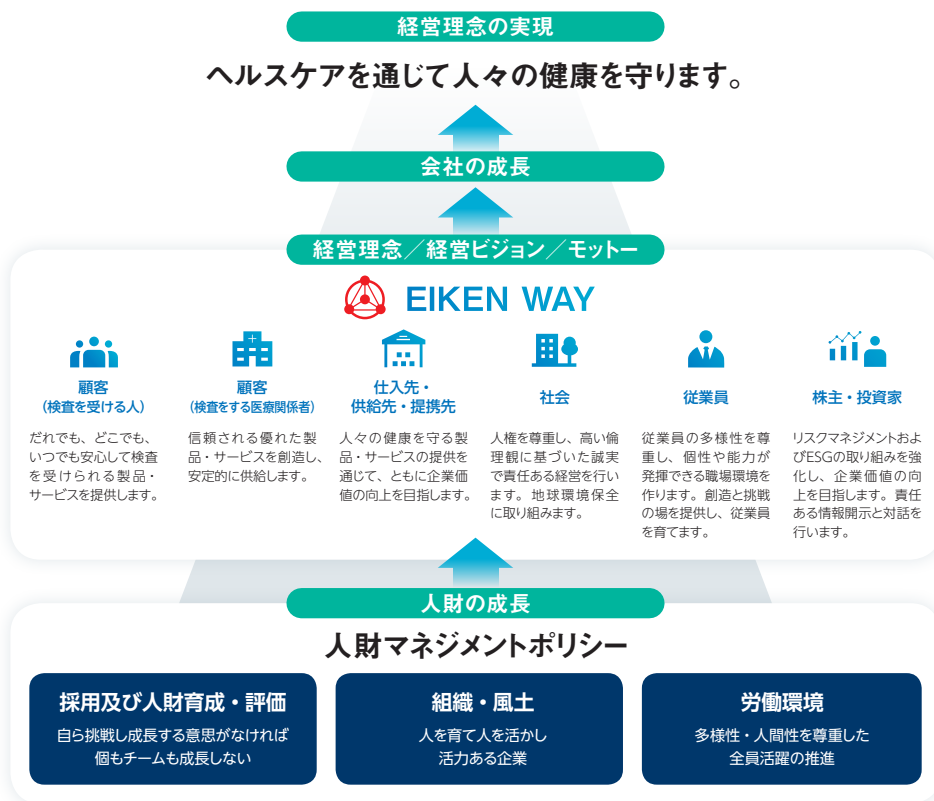 経営理念の実現
ヘルスケアを通じて人々の健康を守ります。
会社の成長
経営理念／経営ビジョン／モットー
EIKEN WAY
顧客
(検査を受ける人)
だれでも、どこでも、
いつでも安心して検査
を受けられる製品・
サービスを提供します。
顧客
(検査をする医療関係者)
信頼される優れた製
品・サービスを創造し、
安定的に供給します。
仕入先・
供給先・提携先
人々の健康を守る製
品・サービスの提供を
通じて、ともに企業価
値の向上を目指します。
社会
人権を尊重し、高い倫
理観に基づいた誠実
で責任ある経営を行い
ます。地球環境保全
に取り組みます。
従業員
従業員の多様性を尊
重し、個性や能力が
発揮できる職場環境を
作ります。創造と挑戦
の場を提供し、従業員
を育てます。
株主・投資家
リスクマネジメントおよ
びESGの取り組みを強
化し、企業価値の向
上を目指します。責任
ある情報開示と対話を
行います。
人財の成長
人財マネジメントポリシー
採用及び人財育成・評価
自ら挑戦し成長する意思がなければ
個もチームも成長しない
組織・風土
人を育て人を活かし
活力ある企業
労働環境
多様性・人間性を尊重した
全員活躍の推進